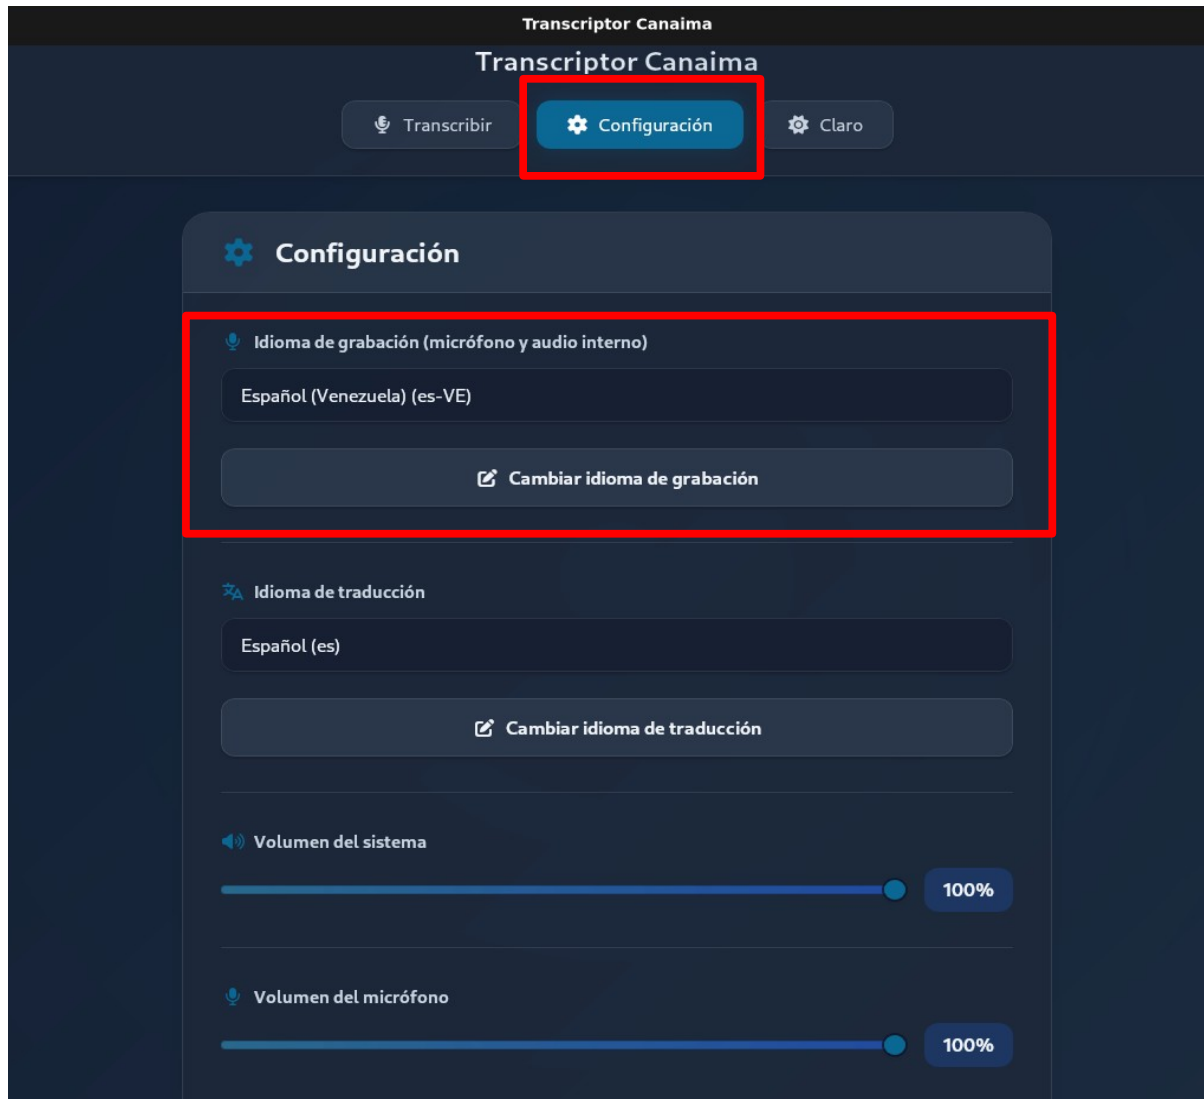 Transcriptor Canaima
Transcriptor Canaima
Transcribir
Configuración
Claro
Configuración
Idioma de grabación (micrófono y audio interno)
Español (Venezuela) (es-VE)
Cambiar idioma de grabación
Idioma de traducción
Español (es)
Cambiar idioma de traducción
Volumen del sistema
100%
Volumen del micrófono
100%